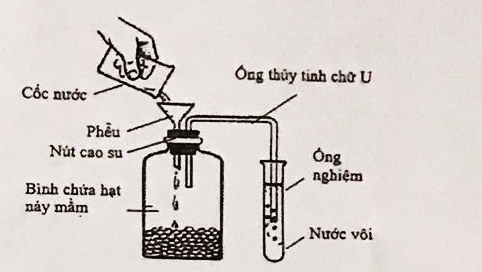 Ống thủy tinh chữ U
Cốc nước
Phễu
Nút cao su
Bình chứa hạt
nảy mầm
Ống
nghiệm
Nước vôi